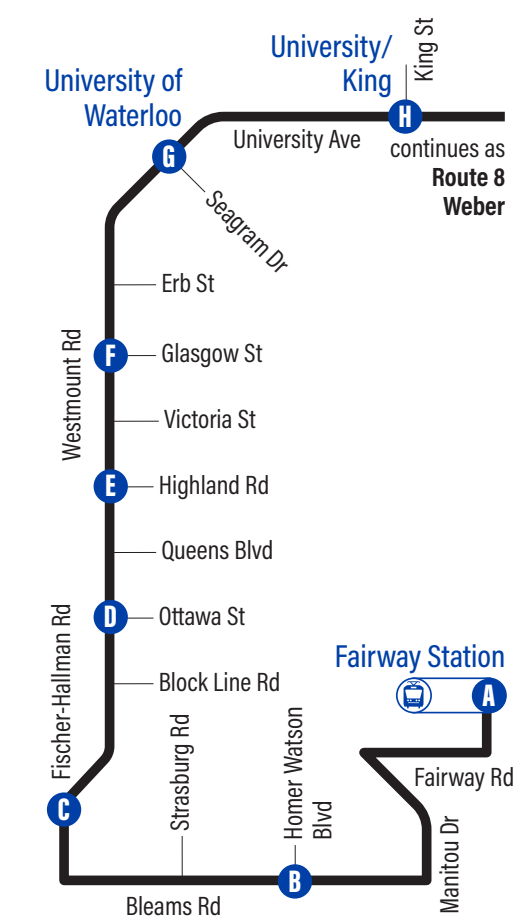 University/
King
King St
University of
Waterloo
H
University Ave
continues as
Route 8
Weber
G
Seagram Dr
Erb St
Westmount Rd
F
Glasgow St
Victoria St
E
Highland Rd
Queens Blvd
D
Ottawa St
Fischer-Hallman Rd
Block Line Rd
Fairway Station
A
Fairway Rd
Strasburg Rd
Homer Watson
Blvd
C
Manitou Dr
B
Bleams Rd